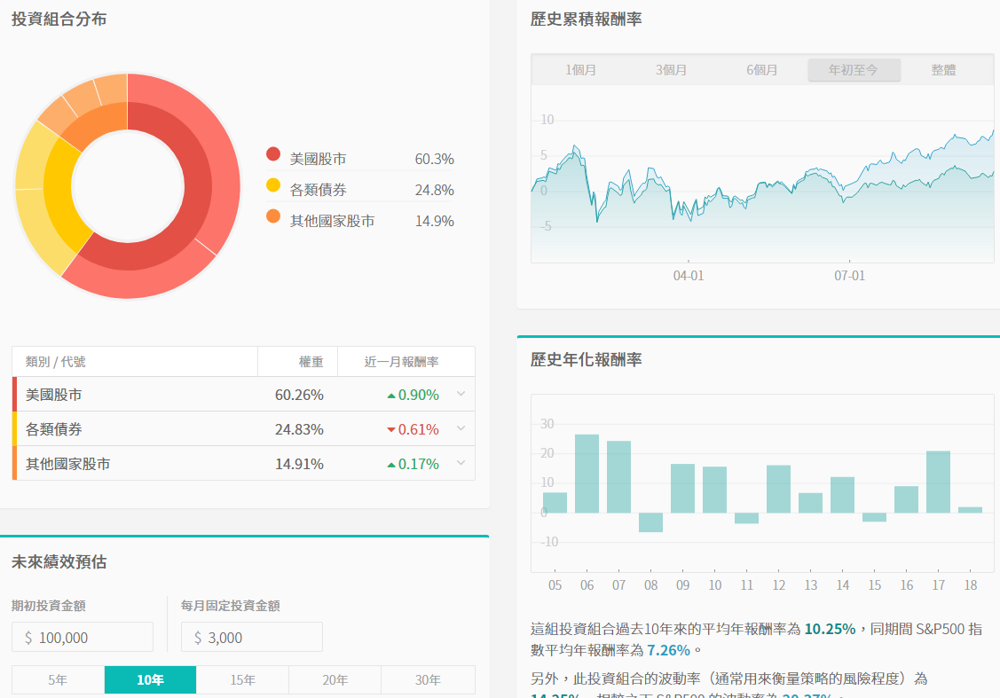 投資組合分布
美國股市 60.3%
各類債券 24.8%
其他國家股市 14.9%
類別 / 代號 權重 近一月報酬率
美國股市 60.26% 0.90%
各類債券 24.83% 0.61%
其他國家股市 14.91% 0.17%
未來績效預估
期初投資金額 每月固定投資金額
$ 100,000 $ 3,000
5年 10年 15年 20年 30年
歷史累積報酬率
1個月 3個月 6個月 年初至今 整體
10
5
0
-5
04-01 07-01
歷史年化報酬率
30
20
10
0
-10
05 06 07 08 09 10 11 12 13 14 15 16 17 18
這組投資組合過去10年來的平均年報酬率為 10.25%，同期間 S&P500 指
數平均年報酬率為 7.26%。
另外，此投資組合的波動率（通常用來衡量策略的風險程度）為